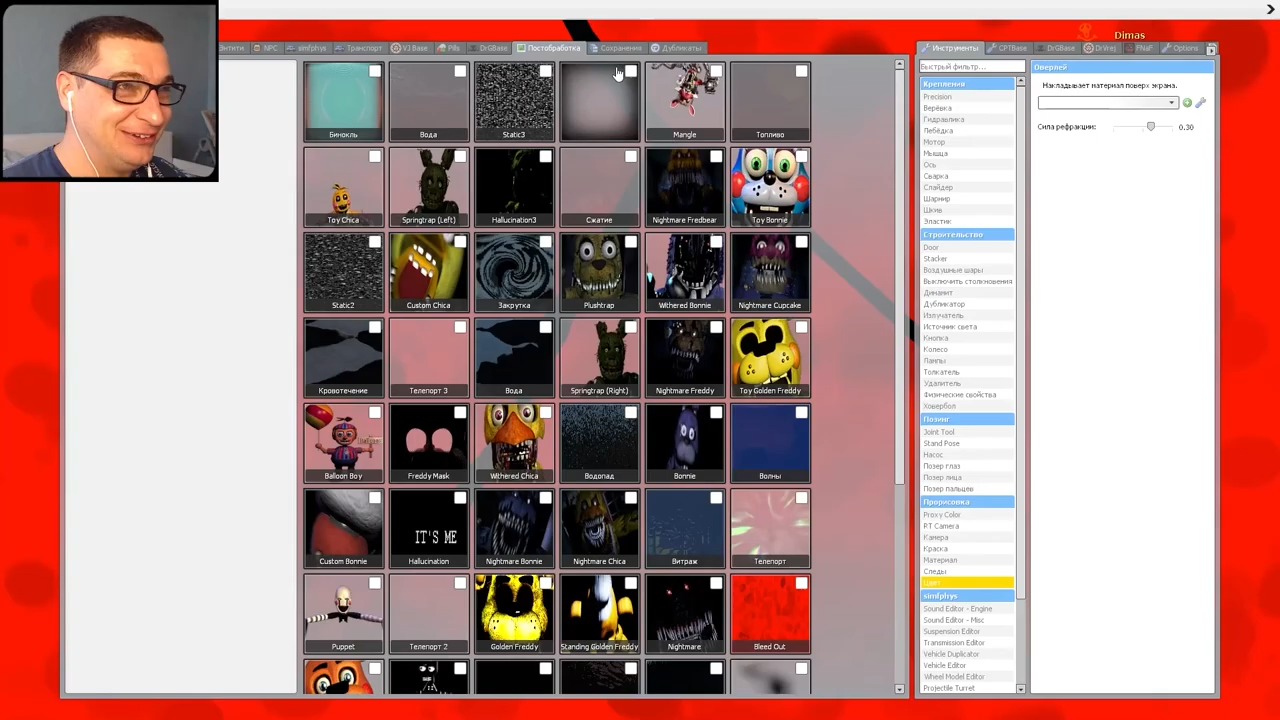 Dimas
нтити NPC simfphys Транспорт VJ Base Pills DrGBase Постобработка Сохранения Дубликаты
Инструменты CPTBase DrGBase DrVrej FNaF Options
Бинокль Вода Static3 Mangle Топливо
Toy Chica Springtrap (Left) Hallucination3 Сжатие Nightmare Fredbear Toy Bonnie
Static2 Custom Chica Закрутка Plushtrap Withered Bonnie Nightmare Cupcake
Кровотечение Телепорт 3 Вода Springtrap (Right) Nightmare Freddy Toy Golden Freddy
Balloon Boy Freddy Mask Withered Chica Водопад Bonnie Волны
IT'S ME
Custom Bonnie Hallucination Nightmare Bonnie Nightmare Chica Витраж Телепорт
Puppet Телепорт 2 Golden Freddy Standing Golden Freddy Nightmare Bleed Out
Быстрый фильтр...
Крепления
Precision
Верёвка
Гидравлика
Лебёдка
Мотор
Мышца
Ось
Сварка
Слайдер
Шарнир
Шкив
Эластик
Строительство
Door
Stacker
Воздушные шары
Выключить столкновения
Динамит
Дубликатор
Излучатель
Источник света
Кнопка
Колесо
Лампы
Толкатель
Удалитель
Физические свойства
Ховербол
Позинг
Joint Tool
Stand Pose
Насос
Позер глаз
Позер лица
Позер пальцев
Прорисовка
Proxy Color
RT Camera
Камера
Краска
Материал
Следы
Цвет
simfphys
Sound Editor - Engine
Sound Editor - Misc
Suspension Editor
Transmission Editor
Vehicle Duplicator
Vehicle Editor
Wheel Model Editor
Projectile Turret
Оверлей
Накладывает материал поверх экрана.
Сила рефракции: 0.30